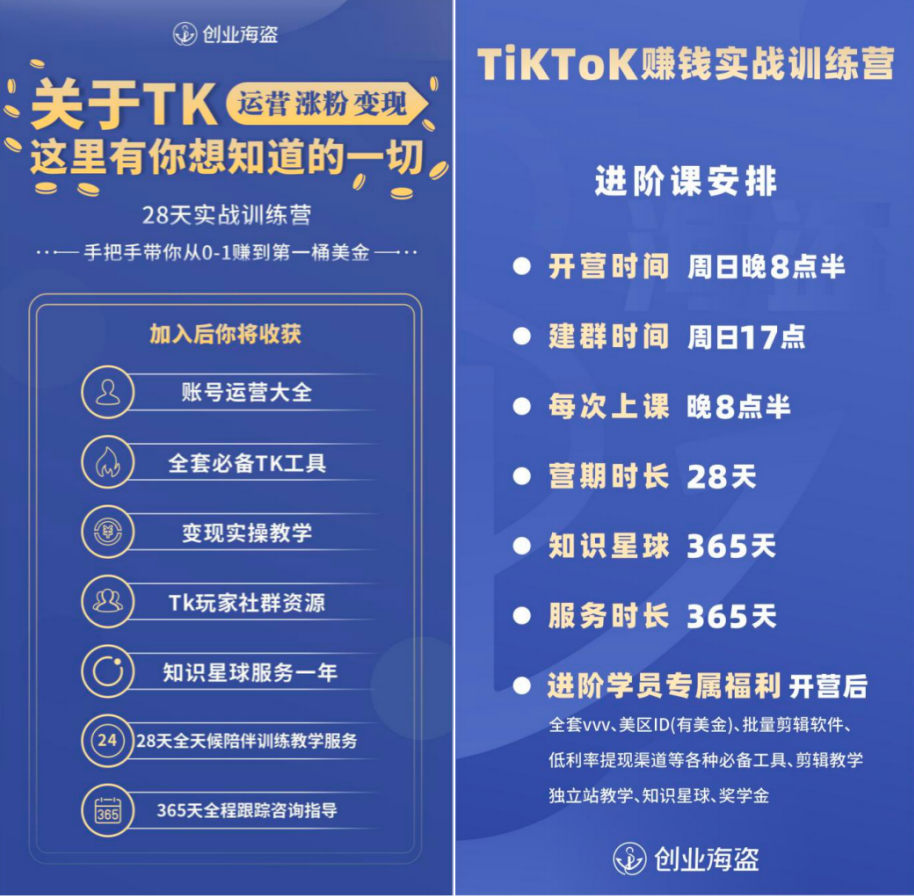 创业海盗
关于TK 运营 涨粉 变现
这里有你想知道的一切
28天实战训练营
手把手带你从0-1赚到第一桶美金
加入后你将收获
账号运营大全
全套必备TK工具
变现实操教学
Tk玩家社群资源
知识星球服务一年
24 28天全天候陪伴训练教学服务
365 365天全程跟踪咨询指导
TiKToK赚钱实战训练营
进阶课安排
开营时间 周日晚8点半
建群时间 周日17点
每次上课 晚8点半
营期时长 28天
知识星球 365天
服务时长 365天
进阶学员专属福利 开营后
全套vvv、美区ID(有美金)、批量剪辑软件、
低利率提现渠道等各种必备工具、剪辑教学
独立站教学、知识星球、奖学金
创业海盗